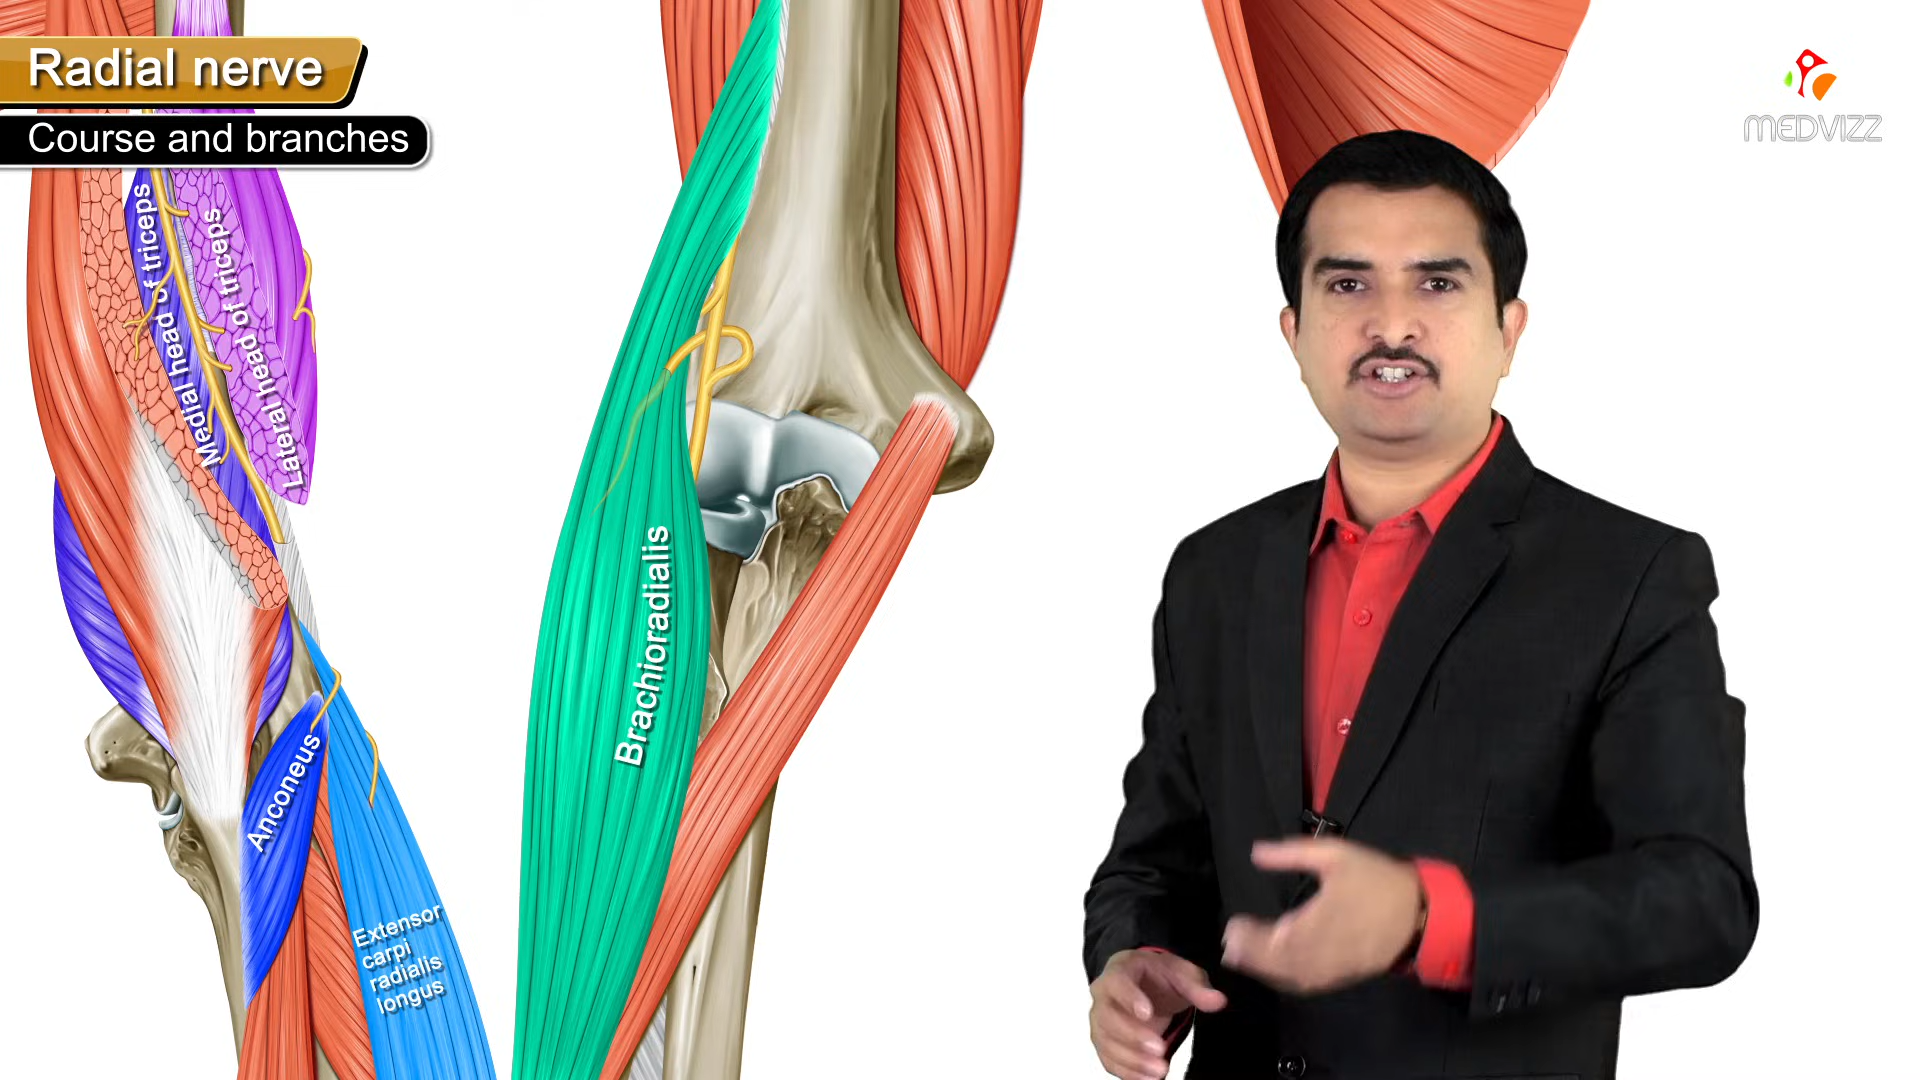 Radial nerve
Course and branches
MEDVIZZ
Medial head of triceps
Lateral head of triceps
Brachioradialis
Anconeus
Extensor
carpi
radialis
longus